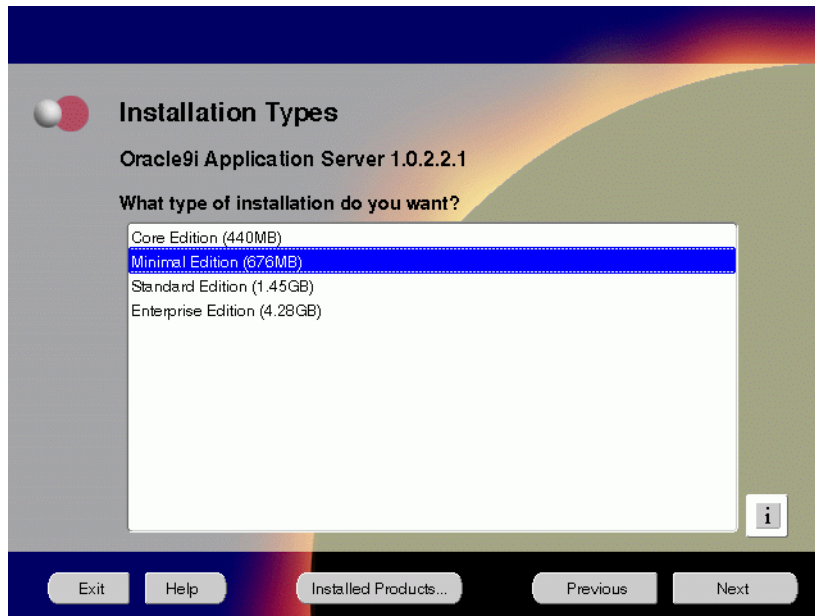 Installation Types
Oracle9i Application Server 1.0.2.2.1
What type of installation do you want?
Core Edition (440MB)
Minimal Edition (676MB)
Standard Edition (1.45GB)
Enterprise Edition (4.28GB)
i
Exit
Help
Installed Products...
Previous
Next